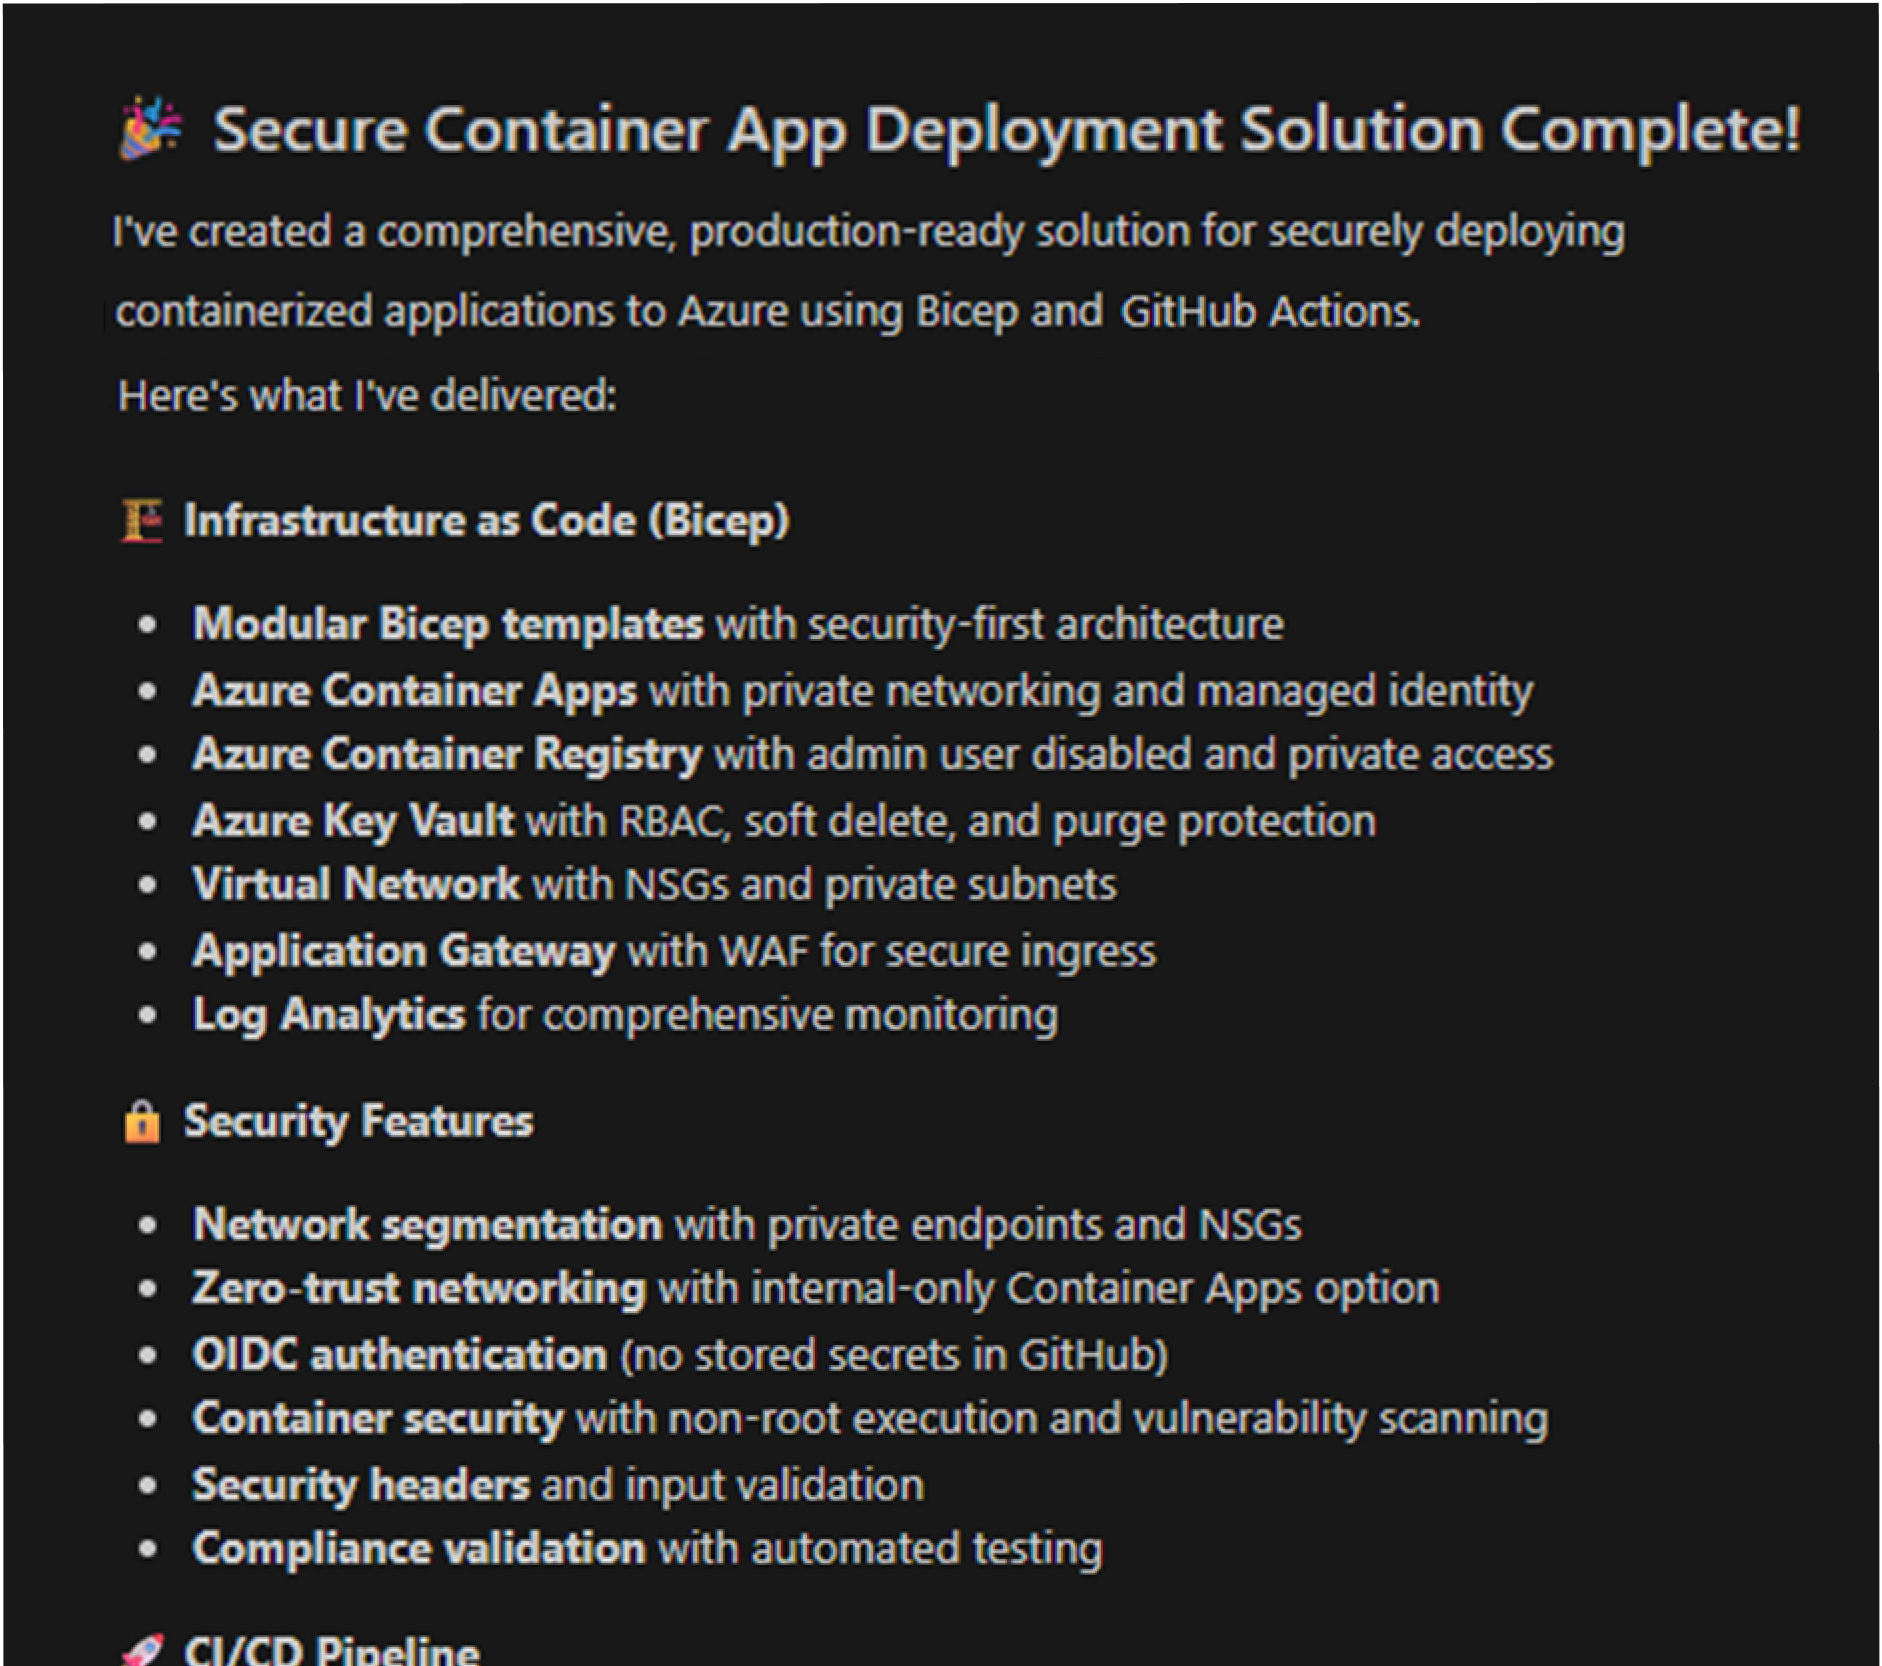 🎉 Secure Container App Deployment Solution Complete!
I've created a comprehensive, production-ready solution for securely deploying
containerized applications to Azure using Bicep and GitHub Actions.
Here's what I've delivered:
🏗️ Infrastructure as Code (Bicep)
• Modular Bicep templates with security-first architecture
• Azure Container Apps with private networking and managed identity
• Azure Container Registry with admin user disabled and private access
• Azure Key Vault with RBAC, soft delete, and purge protection
• Virtual Network with NSGs and private subnets
• Application Gateway with WAF for secure ingress
• Log Analytics for comprehensive monitoring
🔒 Security Features
• Network segmentation with private endpoints and NSGs
• Zero-trust networking with internal-only Container Apps option
• OIDC authentication (no stored secrets in GitHub)
• Container security with non-root execution and vulnerability scanning
• Security headers and input validation
• Compliance validation with automated testing
🚀 CI/CD Pipeline